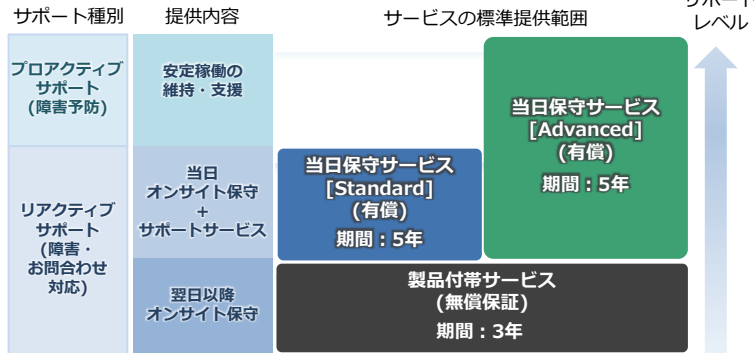 サポート種別
提供内容
サービスの標準提供範囲
レベル
プロアクティブ
サポート
(障害予防)
安定稼働の
維持・支援
当日保守サービス
[Advanced]
(有償)
期間：5年
リアクティブ
サポート
(障害・
お問合わせ
対応)
当日
オンサイト保守
+
サポートサービス
当日保守サービス
[Standard]
(有償)
期間：5年
翌日以降
オンサイト保守
製品付帯サービス
(無償保証)
期間：3年